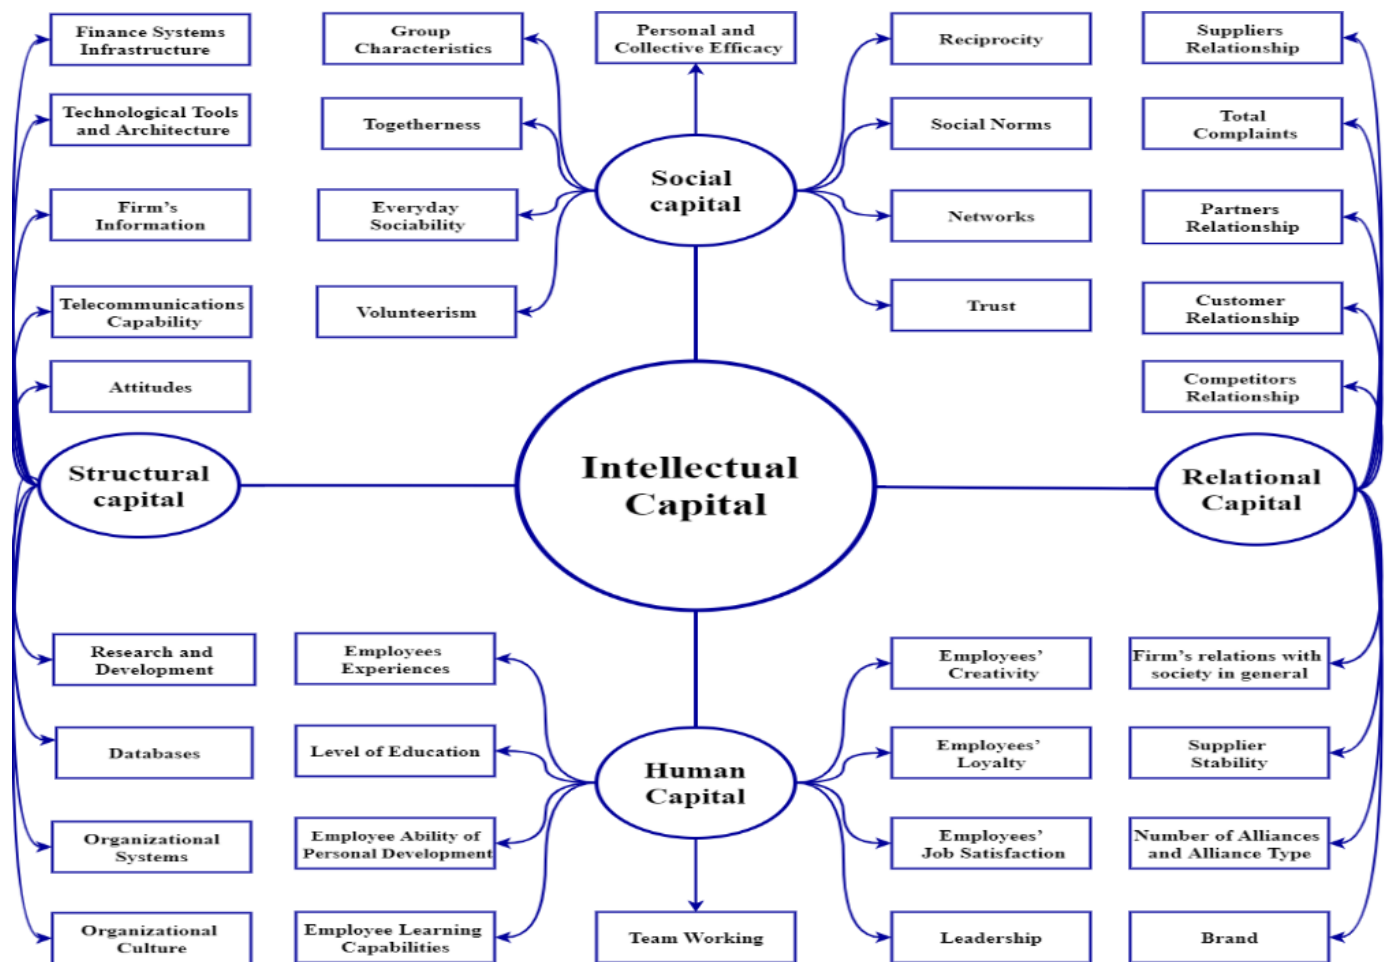 Finance Systems
Infrastructure
Group
Characteristics
Personal and
Collective Efficacy
Reciprocity
Suppliers
Relationship
Technological Tools
and Architecture
Togetherness
Social Norms
Total
Complaints
Social
capital
Firm's
Information
Everyday
Sociability
Networks
Partners
Relationship
Telecommunications
Capability
Volunteerism
Trust
Customer
Relationship
Attitudes
Competitors
Relationship
Structural
capital
Intellectual
Capital
Relational
Capital
Research and
Development
Employees
Experiences
Employees'
Creativity
Firm's relations with
society in general
Databases
Level of Education
Human
Capital
Employees'
Loyalty
Supplier
Stability
Organizational
Systems
Employee Ability of
Personal Development
Employees'
Job Satisfaction
Number of Alliances
and Alliance Type
Organizational
Culture
Employee Learning
Capabilities
Team Working
Leadership
Brand